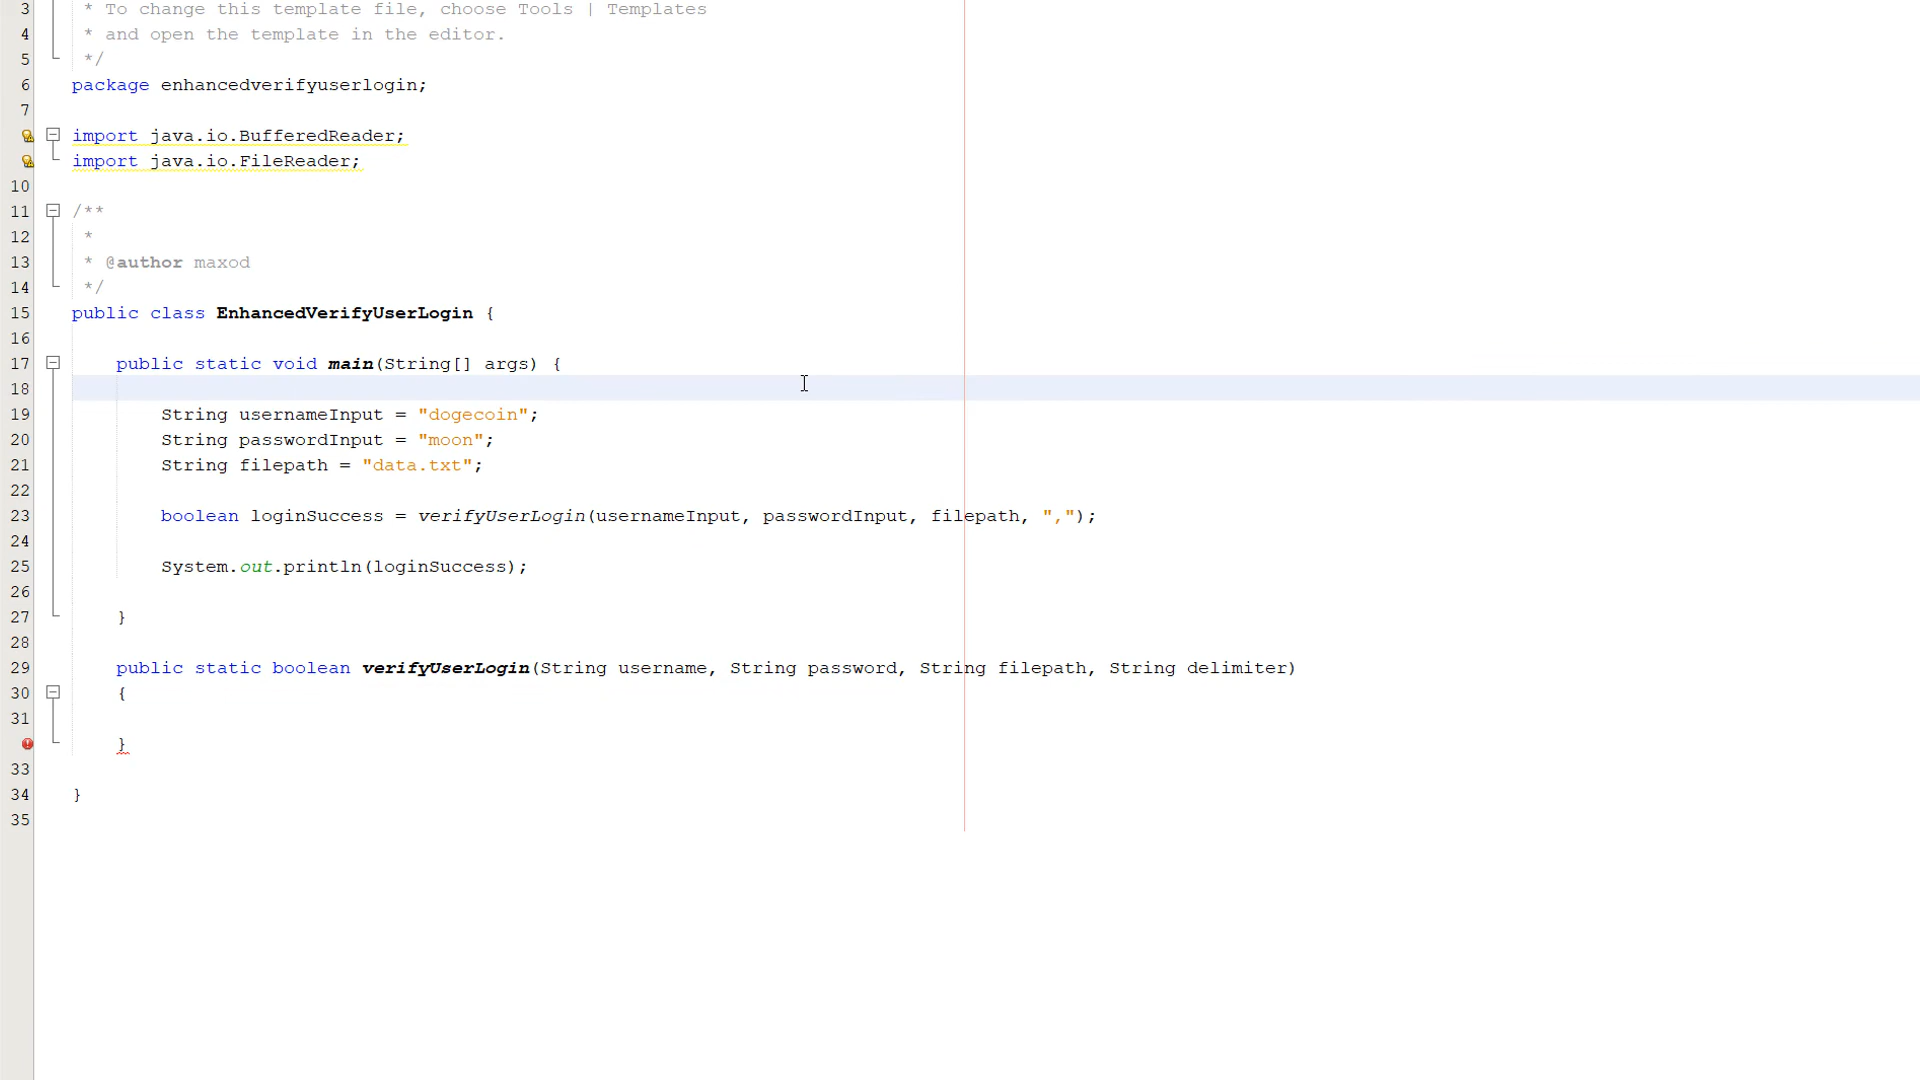 3 * To change this template file, choose Tools | Templates
4 * and open the template in the editor.
5 */
6 package enhancedverifyuserlogin;
7
import java.io.BufferedReader;
import java.io.FileReader;
10
11 /**
12 *
13 * @author maxod
14 */
15 public class EnhancedVerifyUserLogin {
16
17 public static void main(String[] args) {
18
19 String usernameInput = "dogecoin";
20 String passwordInput = "moon";
21 String filepath = "data.txt";
22
23 boolean loginSuccess = verifyUserLogin(usernameInput, passwordInput, filepath, ",");
24
25 System.out.println(loginSuccess);
26
27 }
28
29 public static boolean verifyUserLogin(String username, String password, String filepath, String delimiter)
30 {
31
}
33
34 }
35